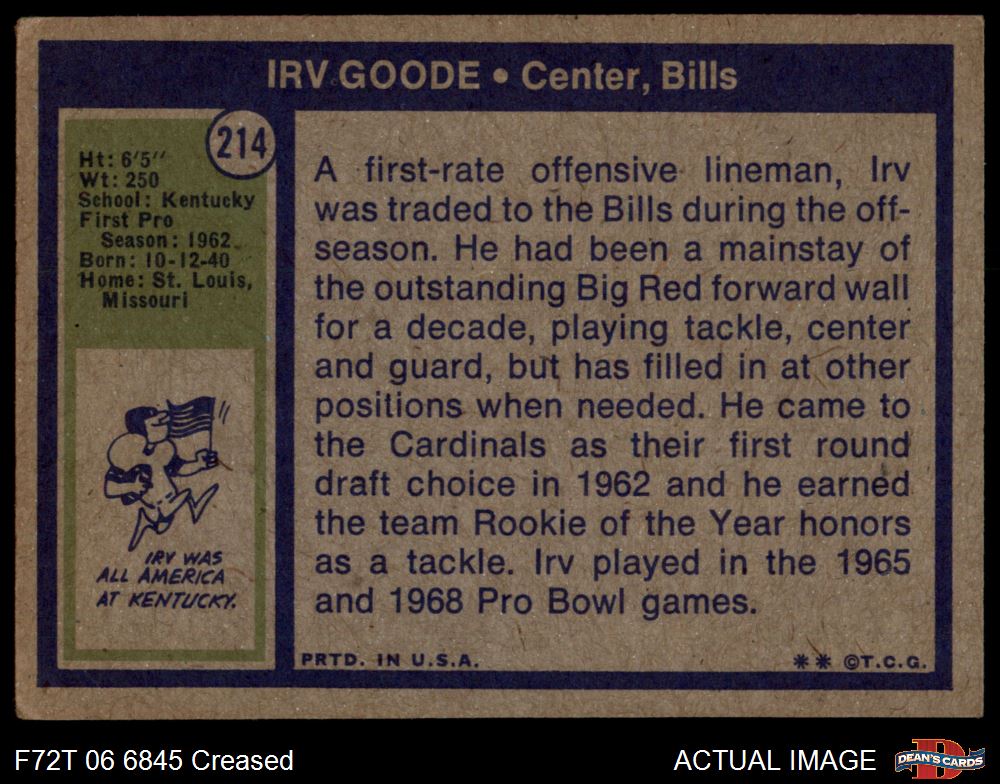 IRV GOODE • Center, Bills
214
Ht: 6'5''
Wt: 250
School: Kentucky
First Pro
Season: 1962
Born: 10-12-40
Home: St. Louis,
Missouri
IRV WAS
ALL AMERICA
AT KENTUCKY.
A first-rate offensive lineman, Irv
was traded to the Bills during the off-
season. He had been a mainstay of
the outstanding Big Red forward wall
for a decade, playing tackle, center
and guard, but has filled in at other
positions when needed. He came to
the Cardinals as their first round
draft choice in 1962 and he earned
the team Rookie of the Year honors
as a tackle. Irv played in the 1965
and 1968 Pro Bowl games.
PRTD. IN U.S.A.
** ©T.C.G.
F72T 06 6845 Creased
ACTUAL IMAGE
D
DEAN'S CARDS